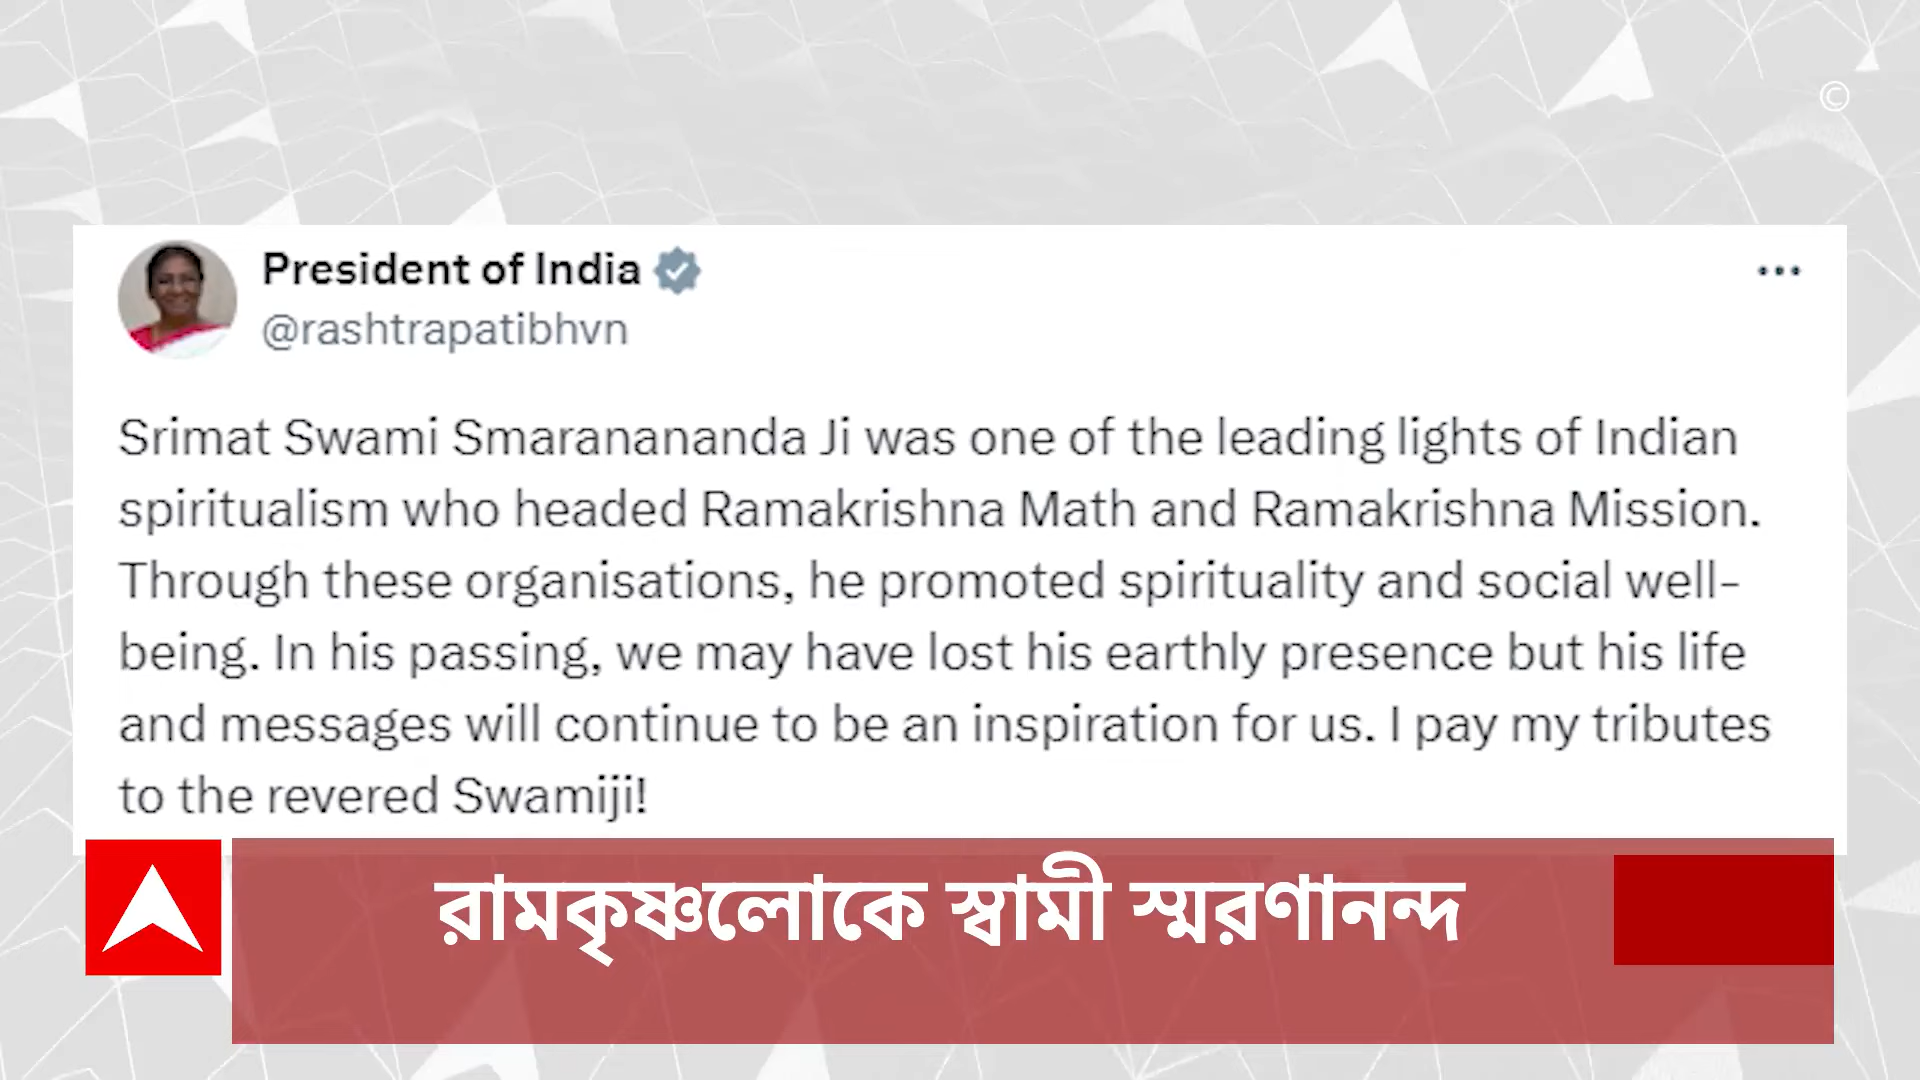 ©
President of India
@rashtrapatibhvn
Srimat Swami Smaranananda Ji was one of the leading lights of Indian
spiritualism who headed Ramakrishna Math and Ramakrishna Mission.
Through these organisations, he promoted spirituality and social well-
being. In his passing, we may have lost his earthly presence but his life
and messages will continue to be an inspiration for us. I pay my tributes
to the revered Swamiji!
রামকৃষ্ণলোকে স্বামী স্মরণানন্দ